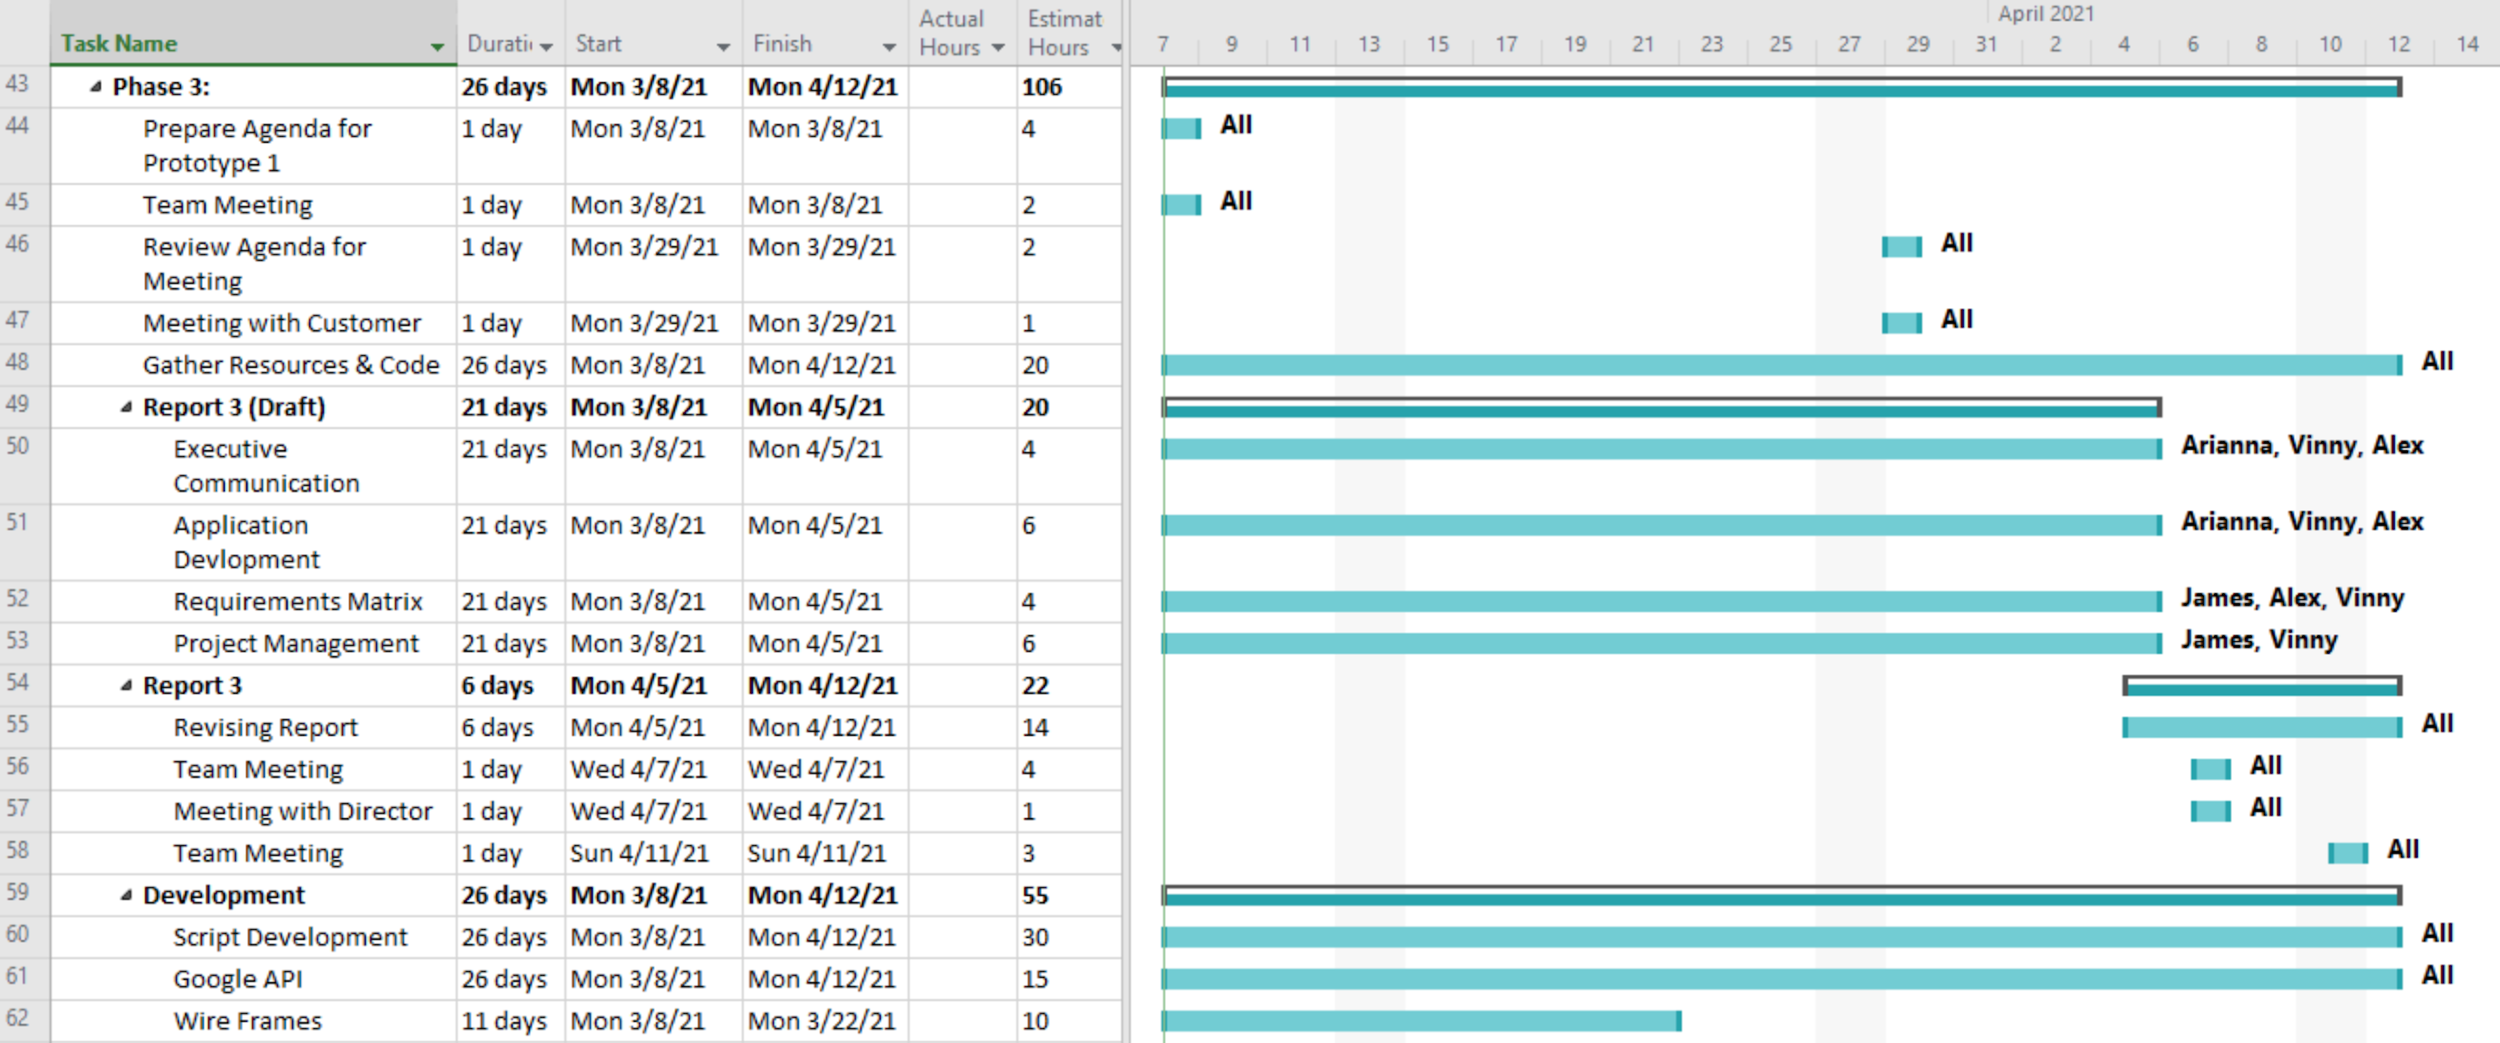 April 2021
Task Name Durati Start Finish Actual Hours Estimat Hours 7 9 11 13 15 17 19 21 23 25 27 29 31 2 4 6 8 10 12 14
43 Phase 3: 26 days Mon 3/8/21 Mon 4/12/21 106
44 Prepare Agenda for Prototype 1 1 day Mon 3/8/21 Mon 3/8/21 4 All
45 Team Meeting 1 day Mon 3/8/21 Mon 3/8/21 2 All
46 Review Agenda for Meeting 1 day Mon 3/29/21 Mon 3/29/21 2 All
47 Meeting with Customer 1 day Mon 3/29/21 Mon 3/29/21 1 All
48 Gather Resources & Code 26 days Mon 3/8/21 Mon 4/12/21 20 All
49 Report 3 (Draft) 21 days Mon 3/8/21 Mon 4/5/21 20
50 Executive Communication 21 days Mon 3/8/21 Mon 4/5/21 4 Arianna, Vinny, Alex
51 Application Devlopment 21 days Mon 3/8/21 Mon 4/5/21 6 Arianna, Vinny, Alex
52 Requirements Matrix 21 days Mon 3/8/21 Mon 4/5/21 4 James, Alex, Vinny
53 Project Management 21 days Mon 3/8/21 Mon 4/5/21 6 James, Vinny
54 Report 3 6 days Mon 4/5/21 Mon 4/12/21 22
55 Revising Report 6 days Mon 4/5/21 Mon 4/12/21 14 All
56 Team Meeting 1 day Wed 4/7/21 Wed 4/7/21 4 All
57 Meeting with Director 1 day Wed 4/7/21 Wed 4/7/21 1 All
58 Team Meeting 1 day Sun 4/11/21 Sun 4/11/21 3 All
59 Development 26 days Mon 3/8/21 Mon 4/12/21 55
60 Script Development 26 days Mon 3/8/21 Mon 4/12/21 30 All
61 Google API 26 days Mon 3/8/21 Mon 4/12/21 15 All
62 Wire Frames 11 days Mon 3/8/21 Mon 3/22/21 10